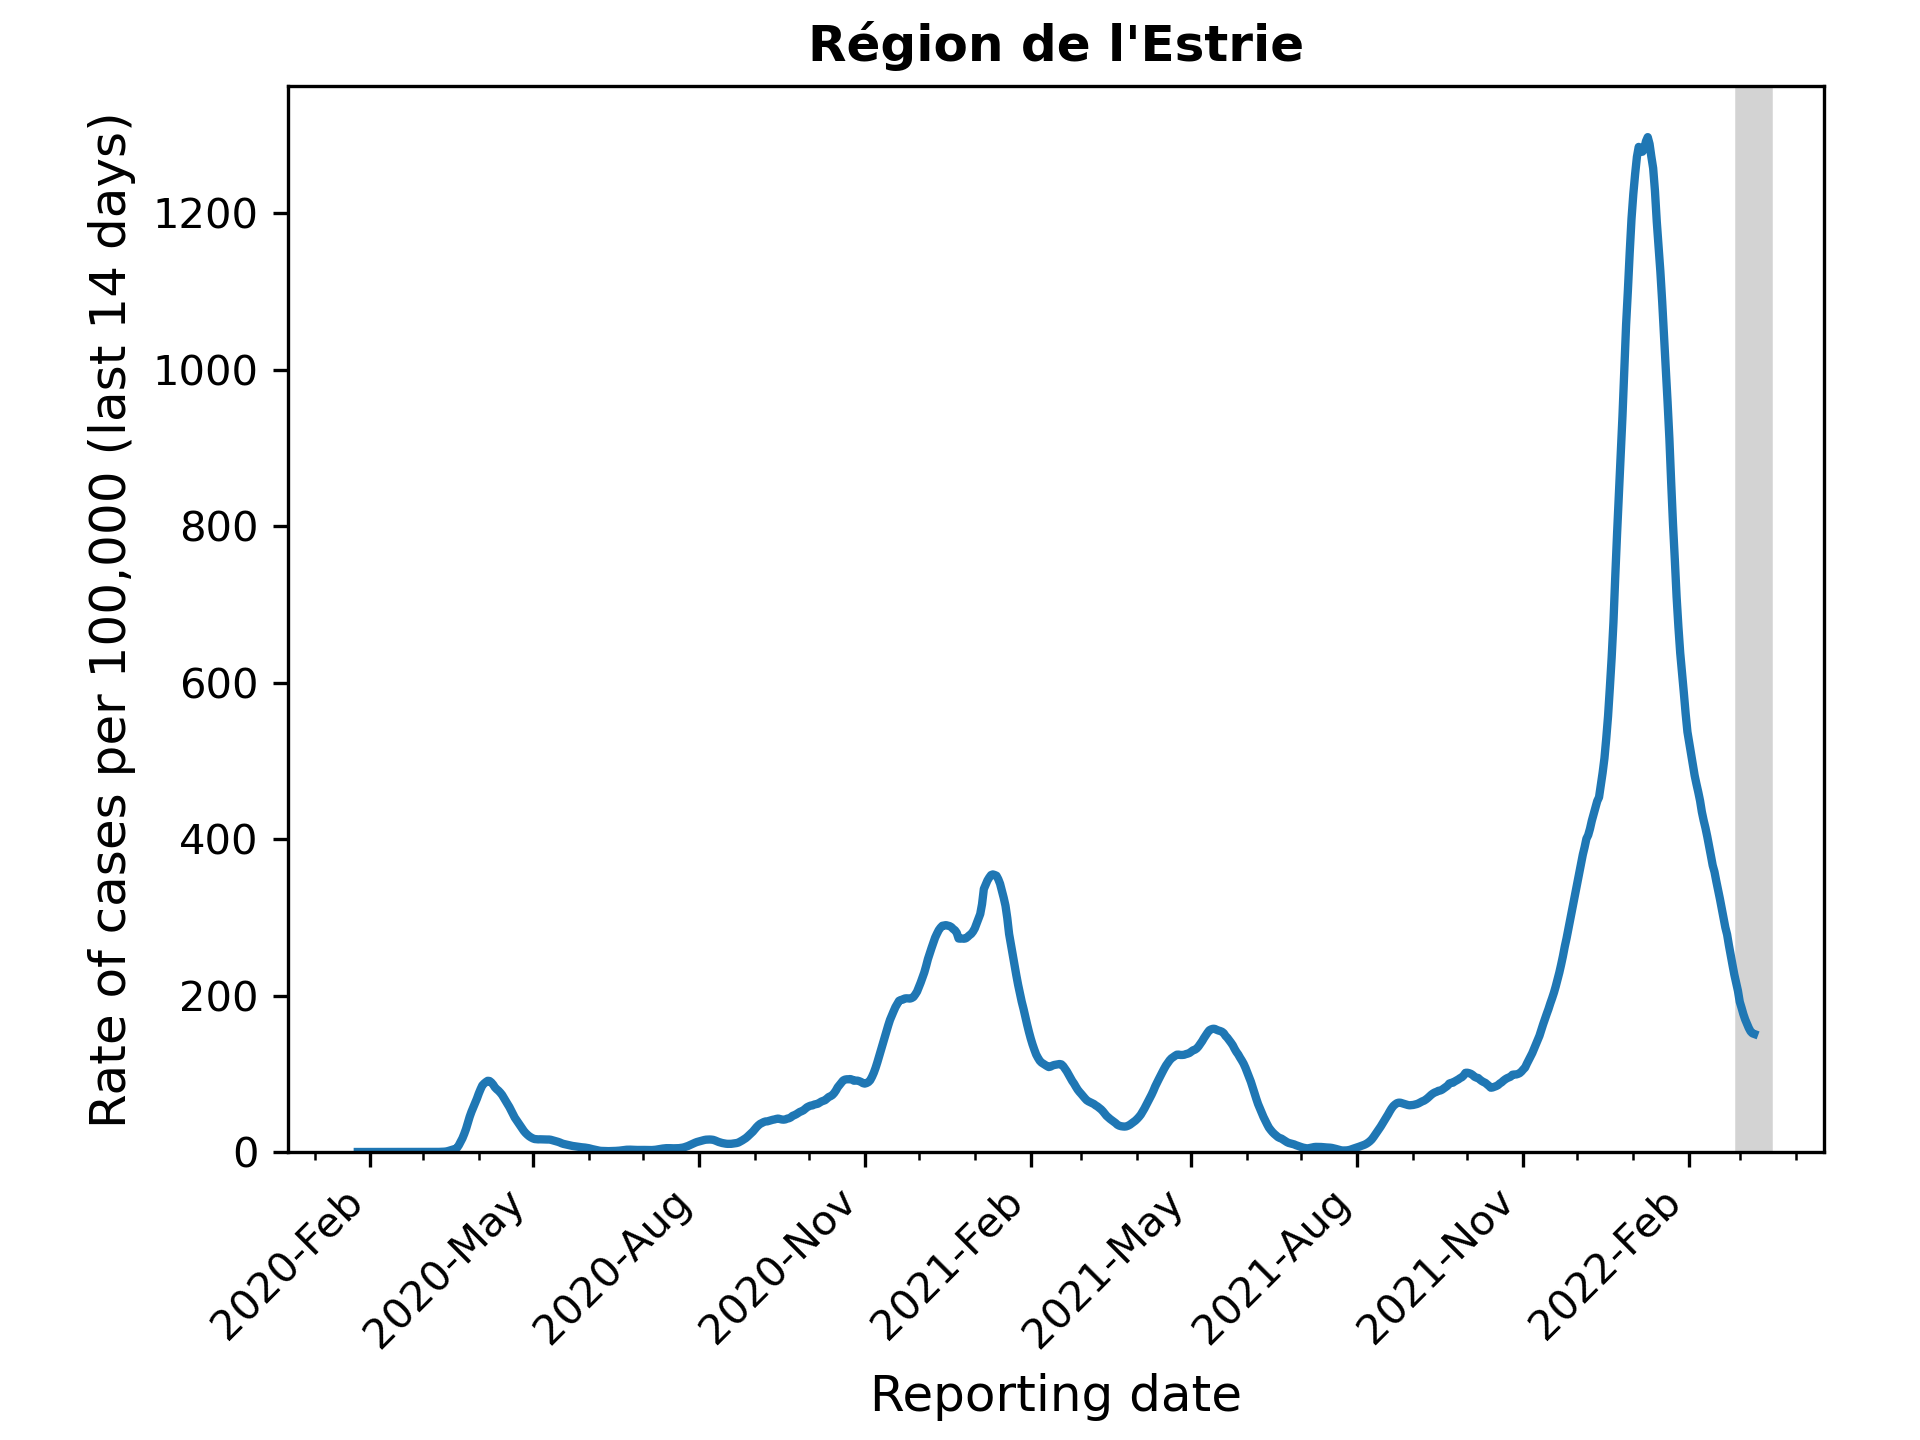 Région de l'Estrie
Rate of cases per 100,000 (last 14 days)
1200
1000
800
600
400
200
0
2020-Feb
2020-May
2020-Aug
2020-Nov
2021-Feb
2021-May
2021-Aug
2021-Nov
2022-Feb
Reporting date